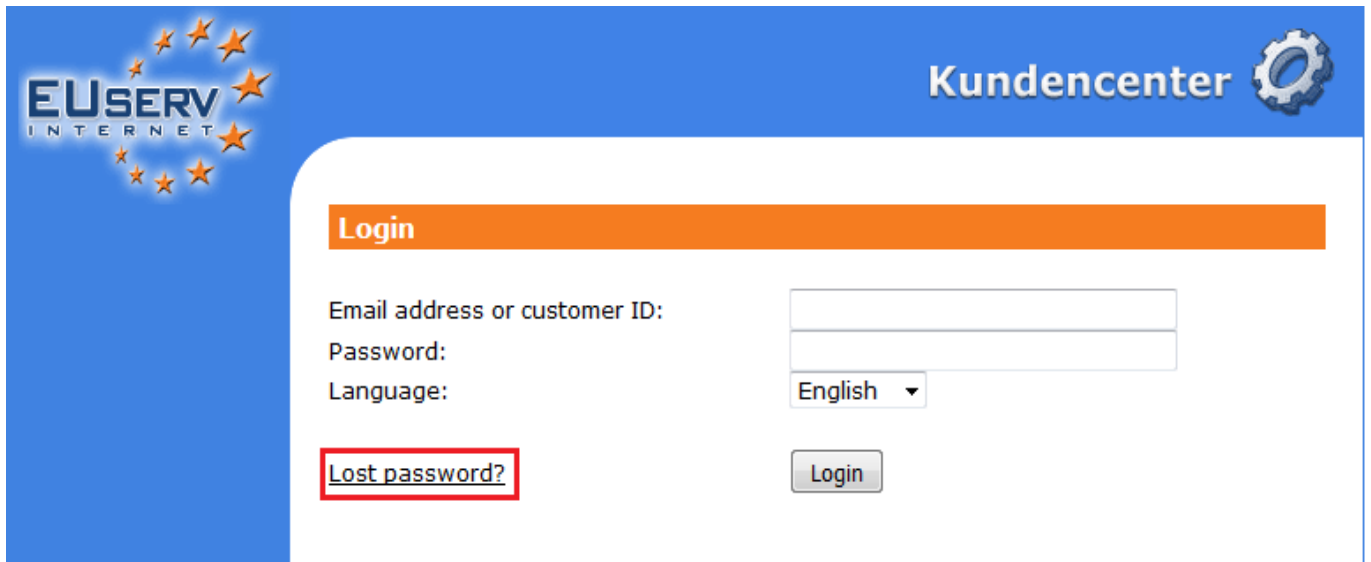 EUSERV
INTERNET
Kundencenter
Login
Email address or customer ID:
Password:
Language: English
Lost password? Login